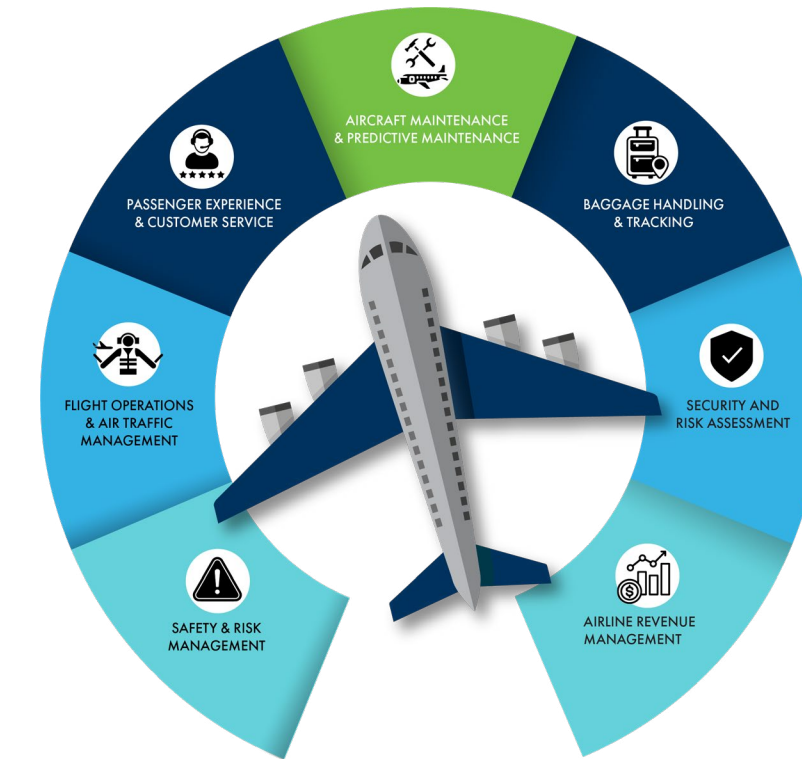 AIRCRAFT MAINTENANCE
& PREDICTIVE MAINTENANCE
PASSENGER EXPERIENCE
& CUSTOMER SERVICE
BAGGAGE HANDLING
& TRACKING
FLIGHT OPERATIONS
& AIR TRAFFIC
MANAGEMENT
SECURITY AND
RISK ASSESSMENT
SAFETY & RISK
MANAGEMENT
AIRLINE REVENUE
MANAGEMENT
$